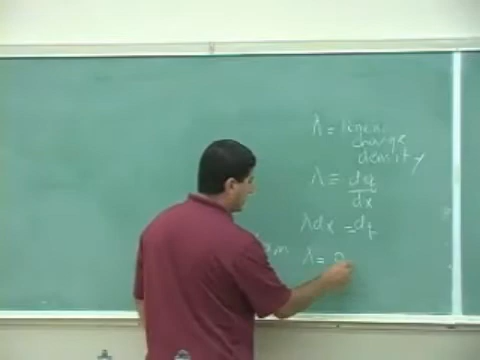 λ = linear
charge
density
λ = dq
dx
λdx = dq
λ =